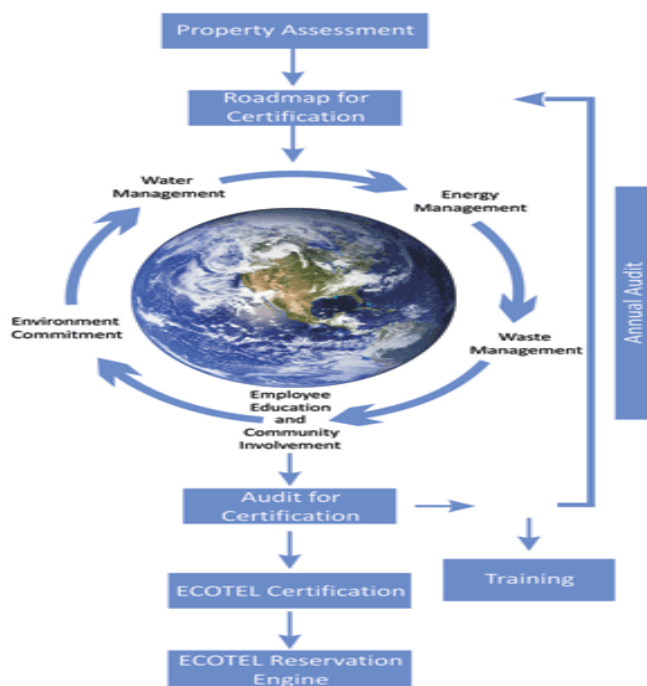 Property Assessment
Roadmap for
Certification
Water
Management
Energy
Management
Environment
Commitment
Waste
Management
Employee
Education
and
Community
Involvement
Annual Audit
Audit for
Certification
ECOTEL Certification
Training
ECOTEL Reservation
Engine